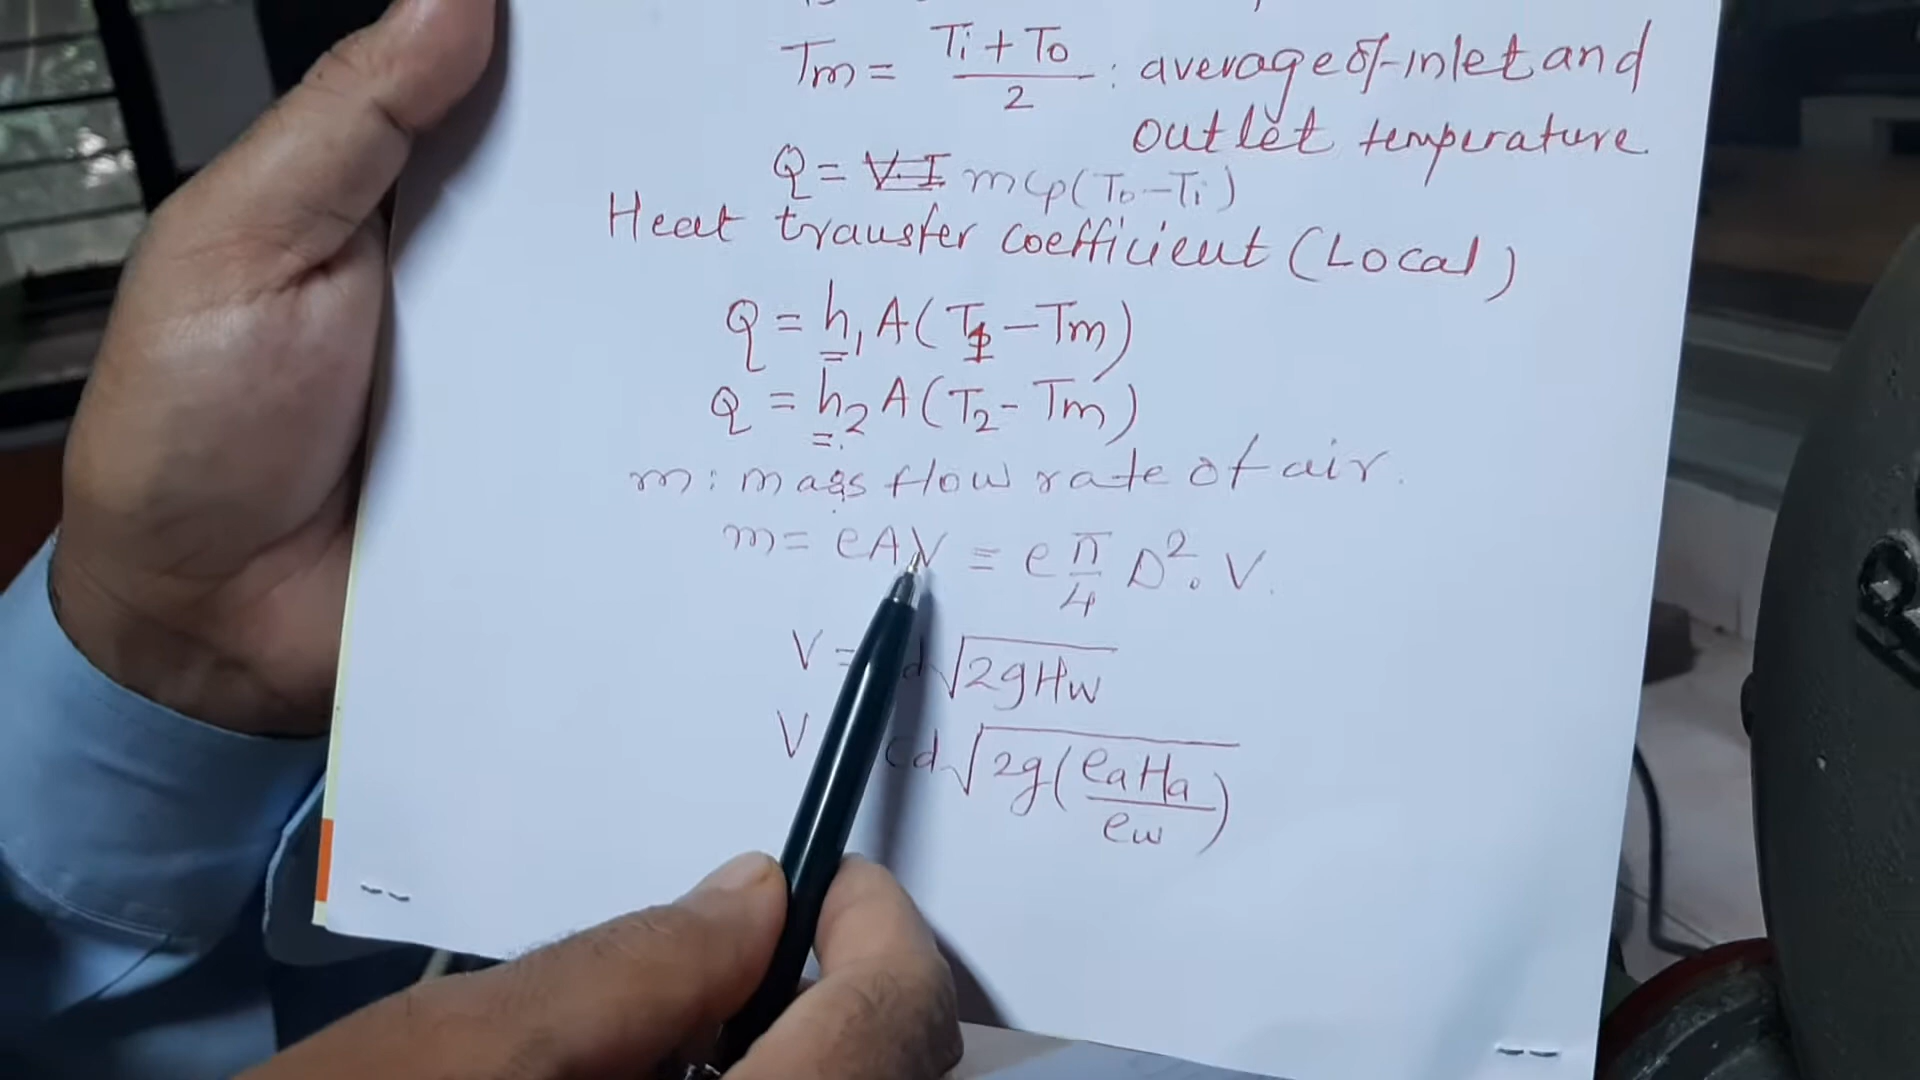 Tm = Ti + To / 2 : average of inlet and
outlet temperature.
Q = V.I mCp(To - Ti)
Heat transfer coefficient (Local)
Q = h1 A (T1 - Tm)
Q = h2 A (T2 - Tm)
m : mass flow rate of air.
m = ρAV = ρ π/4 D². V.
V = d √2gHw
V cd √2g(ρaHa/ρw)